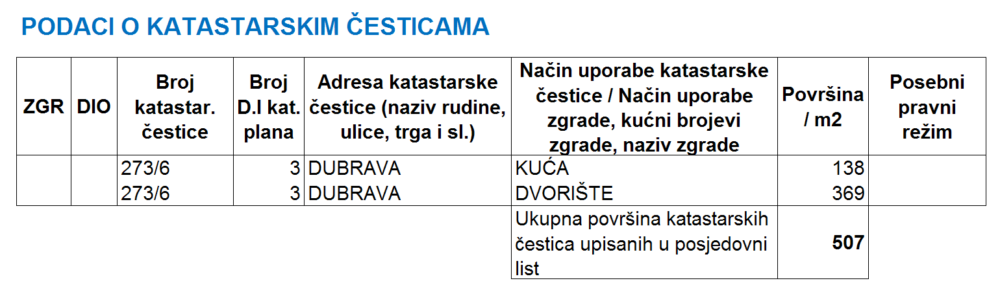 PODACI O KATASTARSKIM ČESTICAMA
ZGR
DIO
Broj
katastar.
čestice
Broj
D.l kat.
plana
Adresa katastarske
čestice (naziv rudine,
ulice, trga i sl.)
Način uporabe katastarske
čestice / Način uporabe
zgrade, kućni brojevi
zgrade, naziv zgrade
Površina
/ m2
Posebni
pravni
režim
273/6 3 DUBRAVA KUĆA 138
273/6 3 DUBRAVA DVORIŠTE 369
Ukupna površina katastarskih
čestica upisanih u posjedovni
list
507